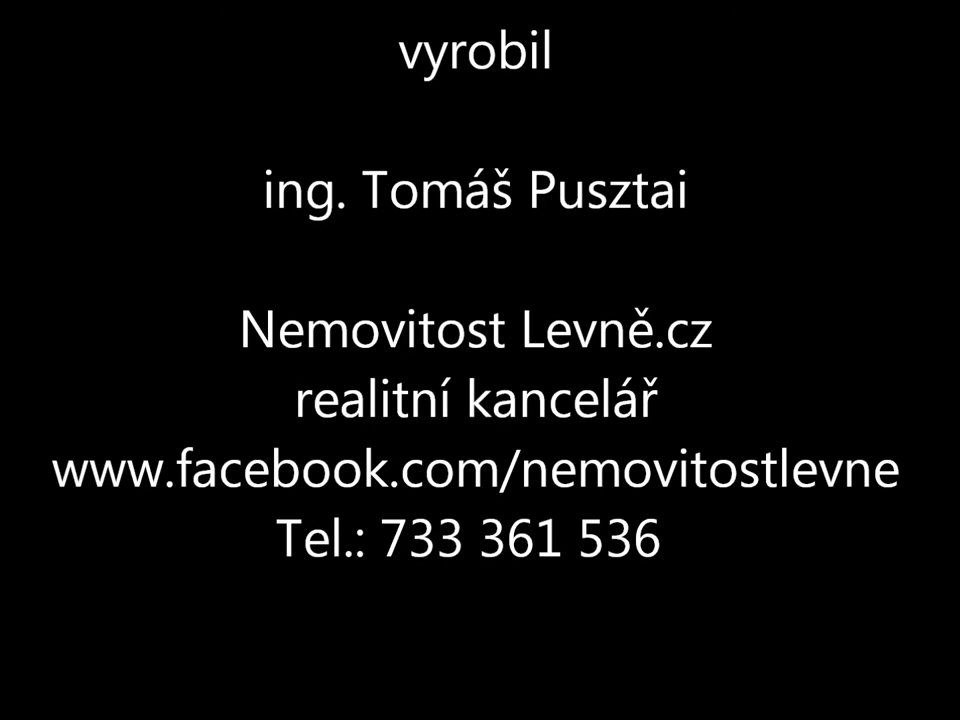 vyrobil
ing. Tomáš Pusztai
Nemovitost Levně.cz
realitní kancelář
www.facebook.com/nemovitostlevne
Tel.: 733 361 536